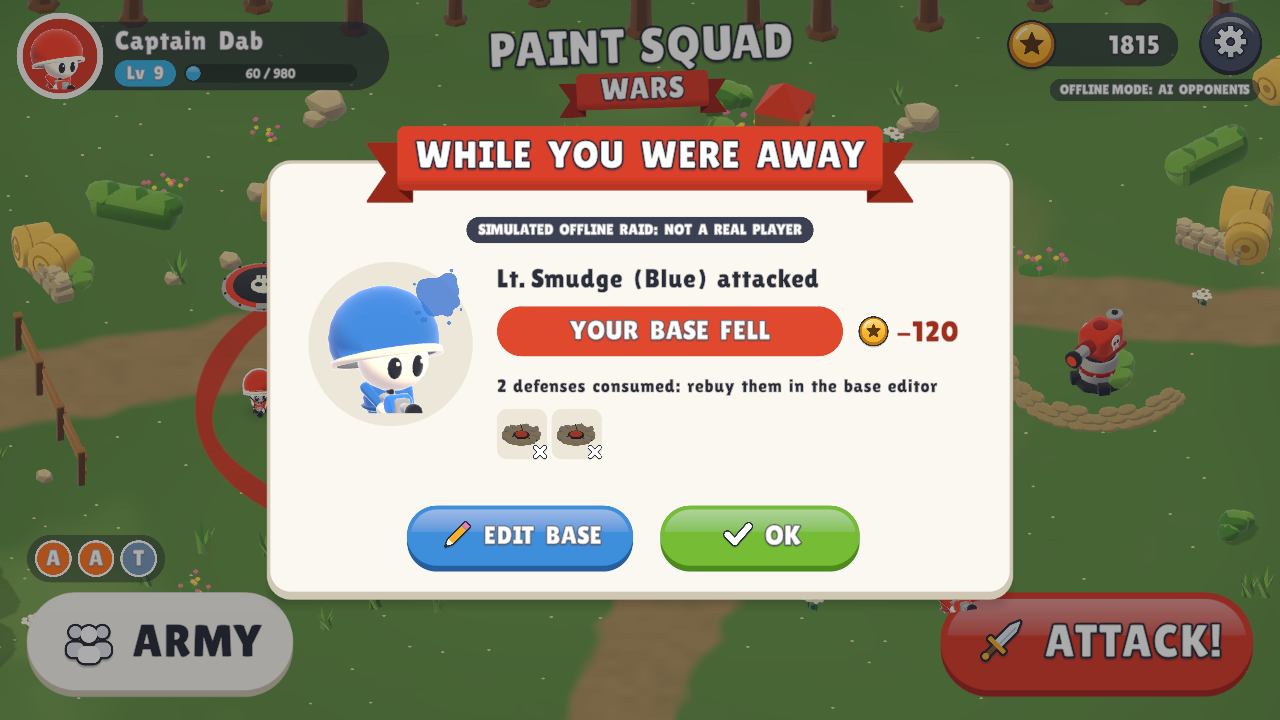 Captain Dab
Lv 9
60 / 980
PAINT SQUAD
WARS
1815
OFFLINE MODE: AI OPPONENTS
WHILE YOU WERE AWAY
SIMULATED OFFLINE RAID: NOT A REAL PLAYER
Lt. Smudge (Blue) attacked
YOUR BASE FELL
–120
2 defenses consumed: rebuy them in the base editor
EDIT BASE
OK
A A T
ARMY
ATTACK!